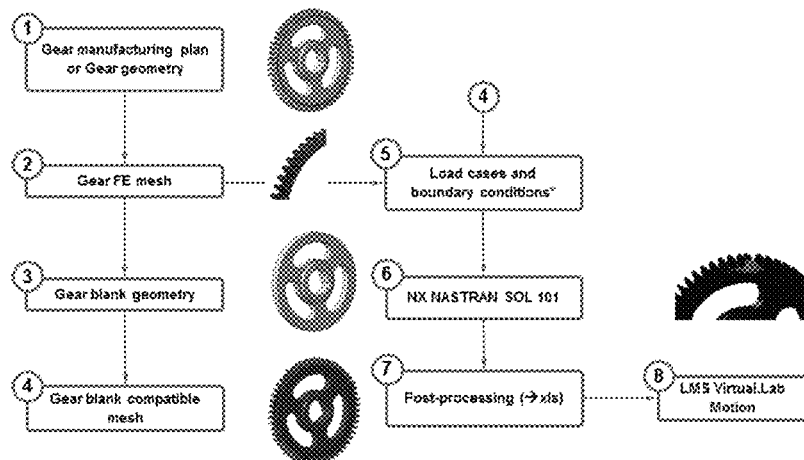 1
Gear manufacturing plan
or Gear geometry
2
Gear FE mesh
3
Gear blank geometry
4
Gear blank compatible
mesh
4
5
Load cases and
boundary conditions*
6
NX NASTRAN SOL 101
7
Post-processing (→xls)
8
LMS Virtual.Lab
Motion